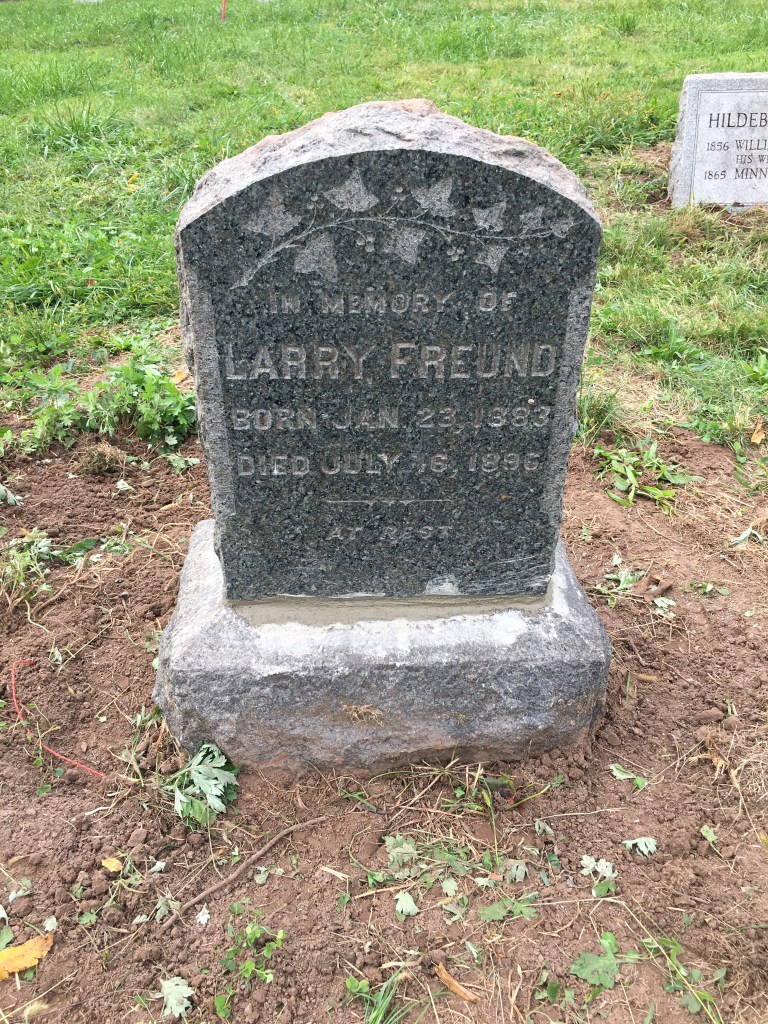 IN MEMORY OF
LARRY FREUND
BORN JAN 23, 1883
DIED JULY 16, 1896
AT REST
HILDEB
1856 WILLI
HIS W
1865 MINN